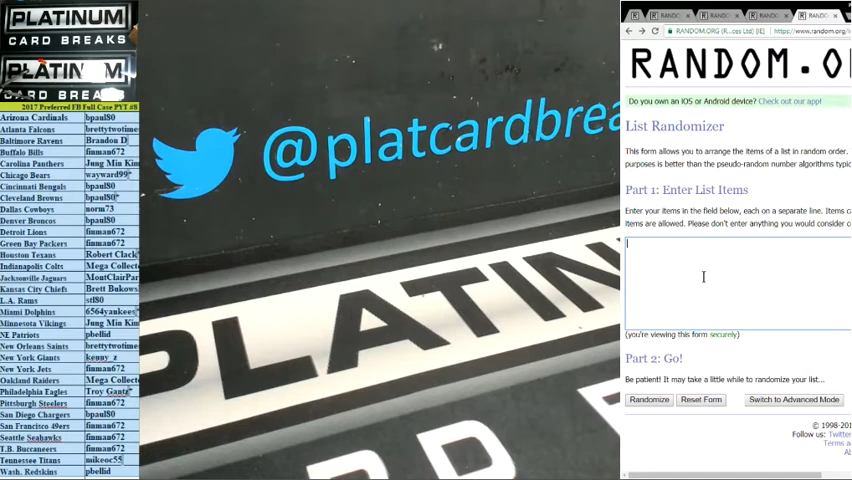 PLATINUM
CARD BREAKS
PLATINUM
CARD BREAKS
2017 Preferred FB Full Case PYT #8
Arizona Cardinals bpaul80
Atlanta Falcons brettytwotime
Baltimore Ravens Brandon D
Buffalo Bills finman672
Carolina Panthers Jung Min Kim
Chicago Bears wayward99*
Cincinnati Bengals bpaul80
Cleveland Browns bpaul80*
Dallas Cowboys norm73
Denver Broncos bpaul80
Detroit Lions finman672
Green Bay Packers finman672
Houston Texans Robert Clack
Indianapolis Colts Mega Collect
Jacksonville Jaguars MontClairPar
Kansas City Chiefs Brett Bukows
L.A. Rams stl80
Miami Dolphins 6564yankees
Minnesota Vikings Jung Min Kim
NE Patriots pbellid
New Orleans Saints brettytwotime
New York Giants kenny_z
New York Jets finman672
Oakland Raiders Mega Collect
Philadelphia Eagles Troy Gantz*
Pittsburgh Steelers finman672
San Diego Chargers bpaul80
San Francisco 49ers finman672
Seattle Seahawks finman672
T.B. Buccaneers finman672
Tennessee Titans mikeoc55
Wash. Redskins pbellid
@platcardbrea
PLATINU
RD B
RANDOM.ORG (R...ces Ltd) [IE] https://www.random.org/li
RANDOM.O
Do you own an iOS or Android device? Check out our app!
List Randomizer
This form allows you to arrange the items of a list in random order.
purposes is better than the pseudo-random number algorithms typic
Part 1: Enter List Items
Enter your items in the field below, each on a separate line. Items c
items are allowed. Please don't enter anything you would consider c
(you're viewing this form securely)
Part 2: Go!
Be patient! It may take a little while to randomize your list...
Randomize Reset Form Switch to Advanced Mode
© 1998-201
Follow us: Twitter
Terms a